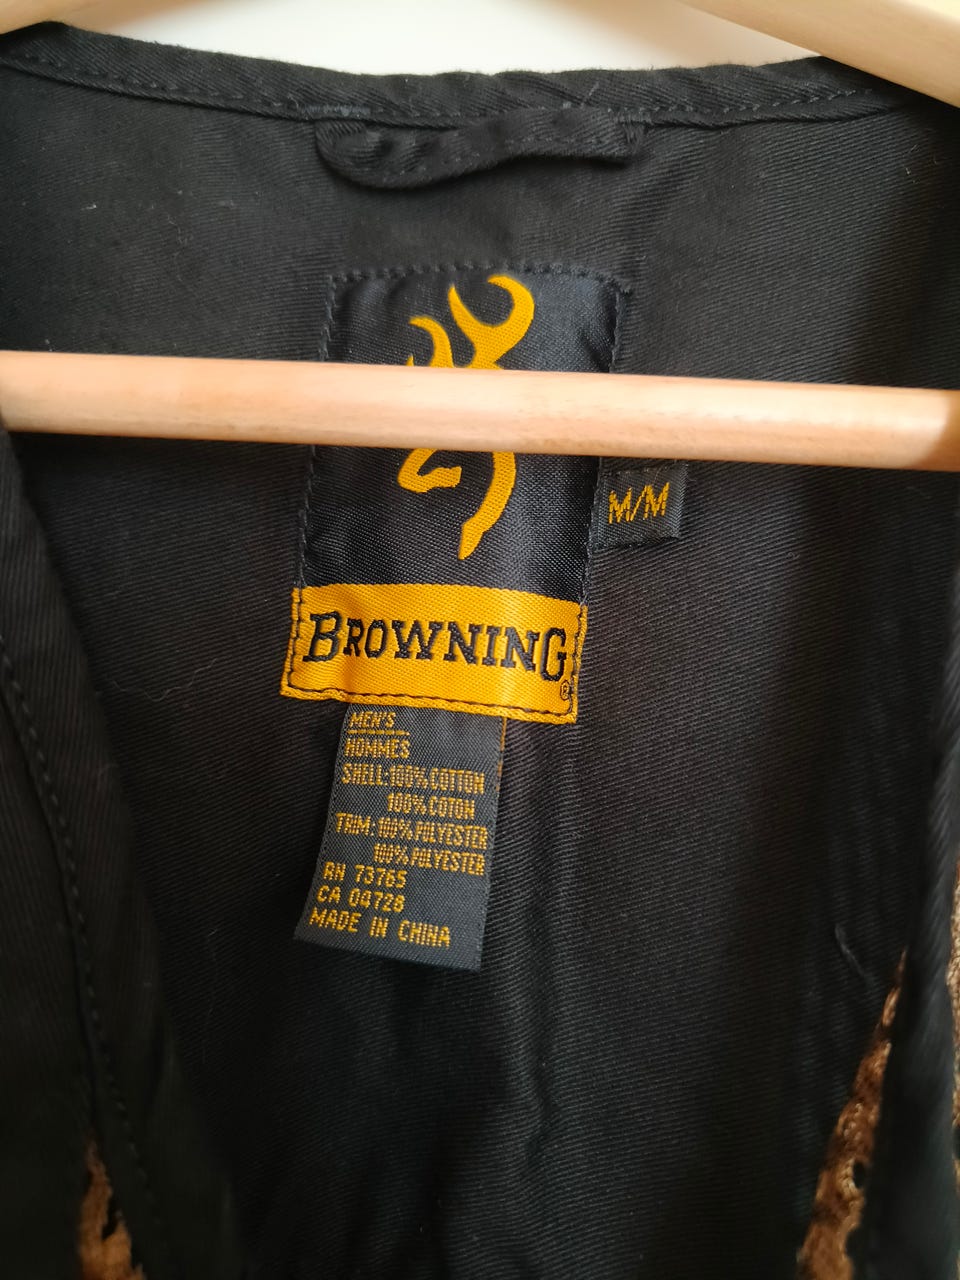 M/M
BROWNING
®
MEN'S
HOMMES
SHELL: 100% COTTON
100% COTON
TRIM: 100% POLYESTER
100% POLYESTER
RN 73765
CA 04728
MADE IN CHINA